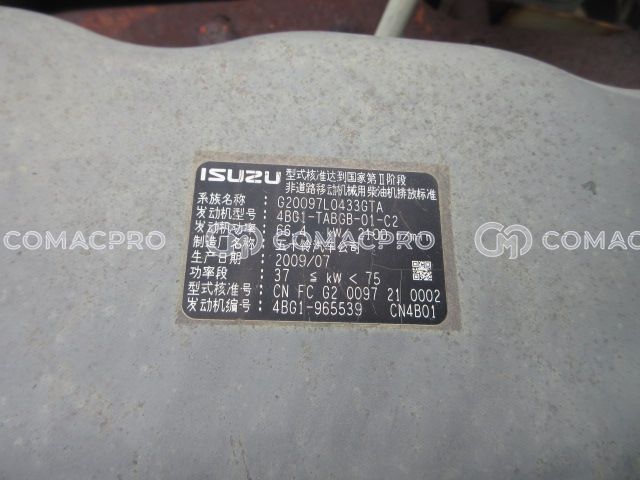 ISUZU 型式核准达到国家第Ⅱ阶段
非道路移动机械用柴油机排放标准
系族名称: G20097L0433GTA
发动机型号: 4BG1-TABGB-01-C2
发动机功率: 66.4 kW 2100 r/min
制造厂名称: 五十铃汽车公司
生产日期: 2009/07
功率段 37 ≦ kW < 75
型式核准号: CN FC G2 0097 21 0002
发动机编号: 4BG1-965539 CN4B01
COMACPRO
COMACPRO
COMACPRO